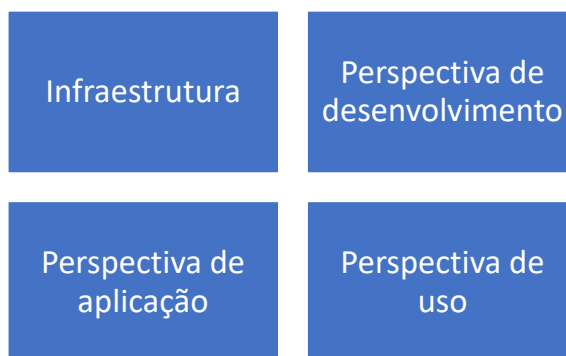 Infraestrutura
Perspectiva de
desenvolvimento
Perspectiva de
aplicação
Perspectiva de
uso